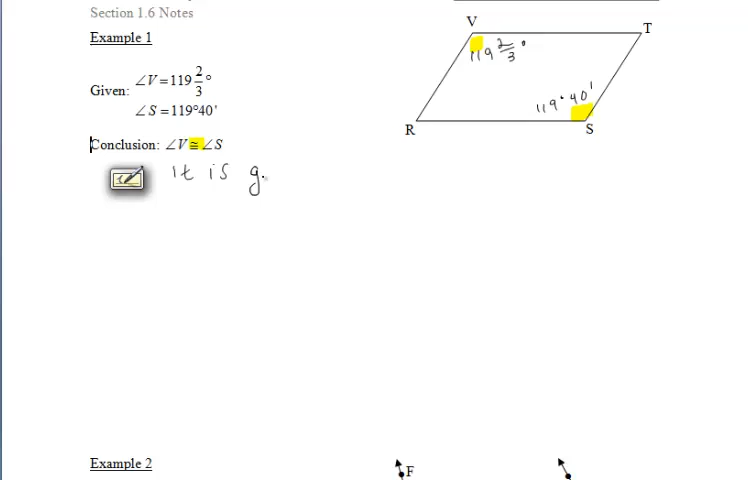 Section 1.6 Notes
Example 1
Given: ∠V = 119 2/3°
∠S = 119°40'
Conclusion: ∠V ≅ ∠S
It is g
V
T
119 2/3°
119°40'
R
S
Example 2
F